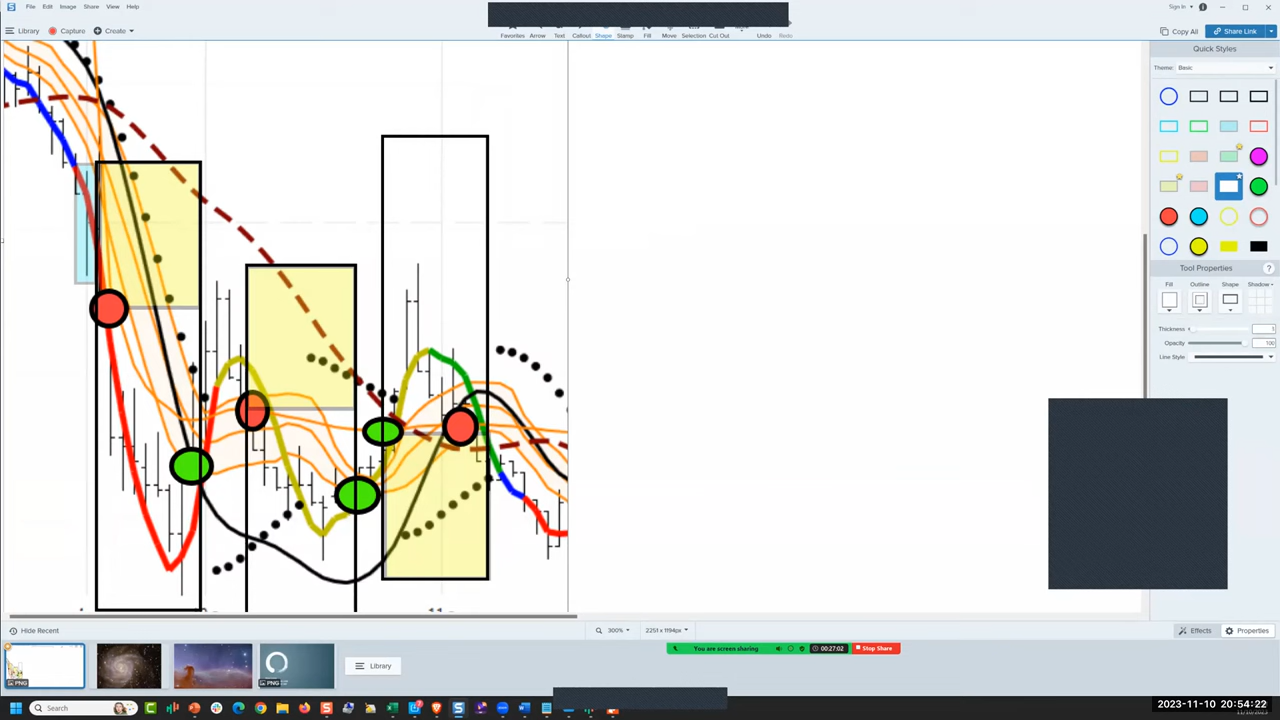 File Edit Image Share View Help
Sign In
Library Capture Create
Favorites Arrow Text Callout Shape Stamp Fill Move Selection Cut Out Undo Redo
Copy All Share Link
Quick Styles
Theme: Basic
Tool Properties
Fill Outline Shape Shadow
Thickness
Opacity 100
Line Style
Hide Recent
300% 2251 x 1194px
Effects Properties
You are screen sharing 00:27:02 Stop Share
PNG
PNG
Library
Search
2023-11-10 20:54:22